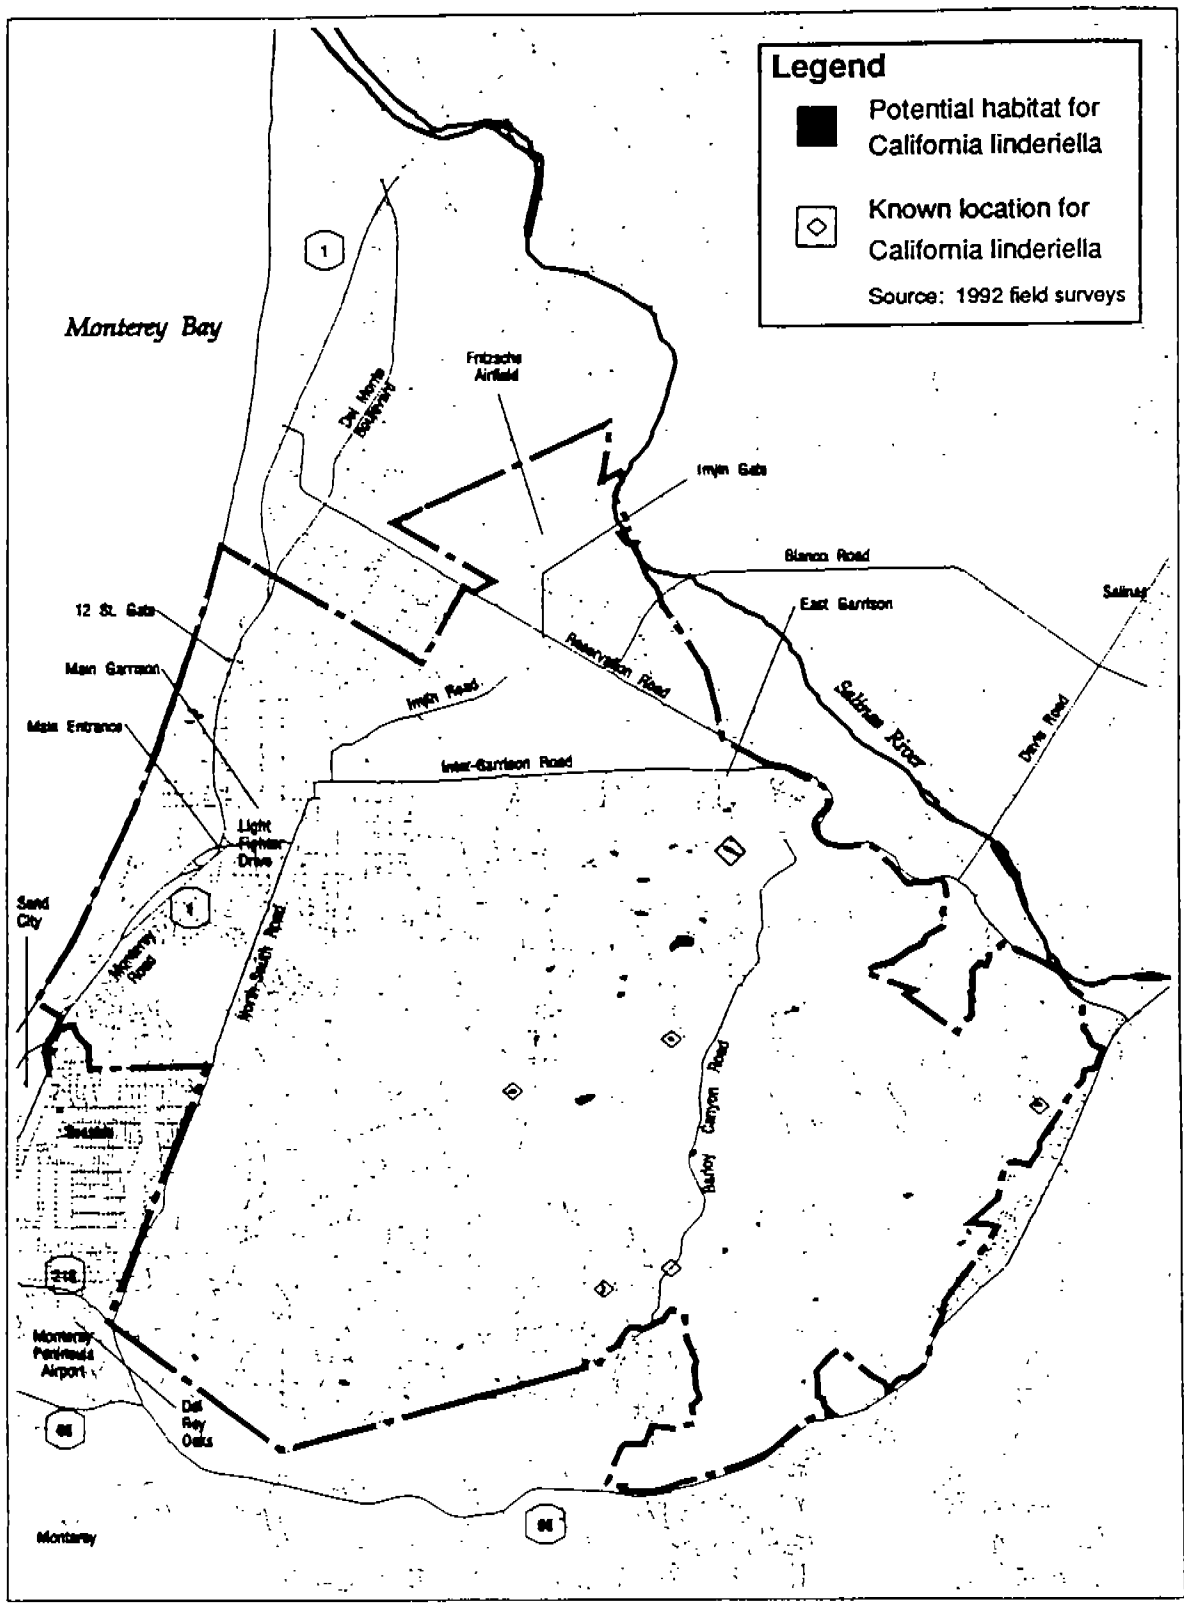 Legend
Potential habitat for
California linderiella
Known location for
California linderiella
Source: 1992 field surveys
1
Monterey Bay
Fritzsche
Airfield
Del Monte
Boulevard
Imjin Gate
Blanco Road
Salinas
12 St. Gate
East Garrison
Reservation Road
Main Garrison
Imjin Road
Salinas River
Davis Road
Main Entrance
Inter-Garrison Road
Light
Fighter
Drive
Sand
City
1
Monterey
Road
North-South Road
Barloy Canyon Road
Seaside
218
Monterey
Peninsula
Airport
Del
Rey
Oaks
68
68
Monterey